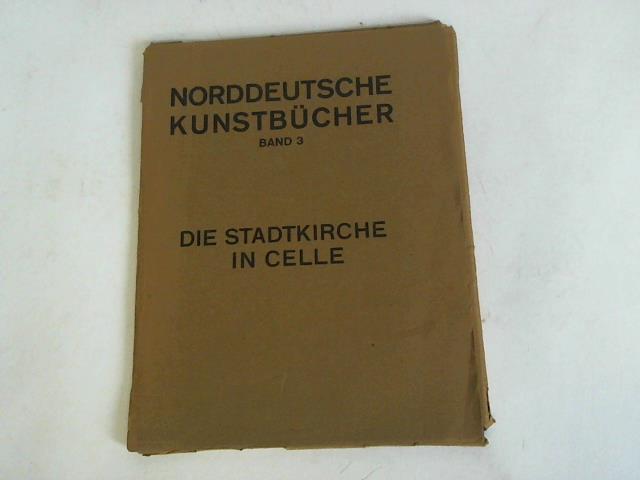 NORDDEUTSCHE
KUNSTBÜCHER
BAND 3
DIE STADTKIRCHE
IN CELLE